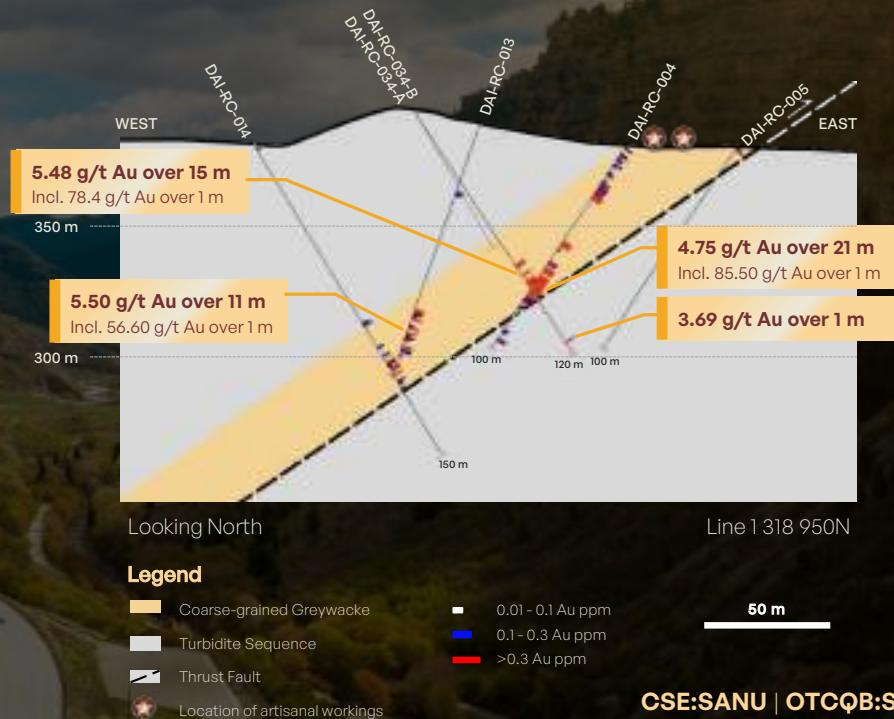 DAI-RC-014
DAI-RC-034-A
DAI-RC-034-B
DAI-RC-013
DAI-RC-004
DAI-RC-005
WEST
EAST
5.48 g/t Au over 15 m
Incl. 78.4 g/t Au over 1 m
350 m
4.75 g/t Au over 21 m
Incl. 85.50 g/t Au over 1 m
5.50 g/t Au over 11 m
Incl. 56.60 g/t Au over 1 m
3.69 g/t Au over 1 m
300 m
100 m
120 m
100 m
150 m
Looking North
Line 1 318 950N
Legend
Coarse-grained Greywacke
Turbidite Sequence
Thrust Fault
Location of artisanal workings
0.01 - 0.1 Au ppm
0.1 - 0.3 Au ppm
>0.3 Au ppm
50 m
CSE:SANU | OTCQB:S